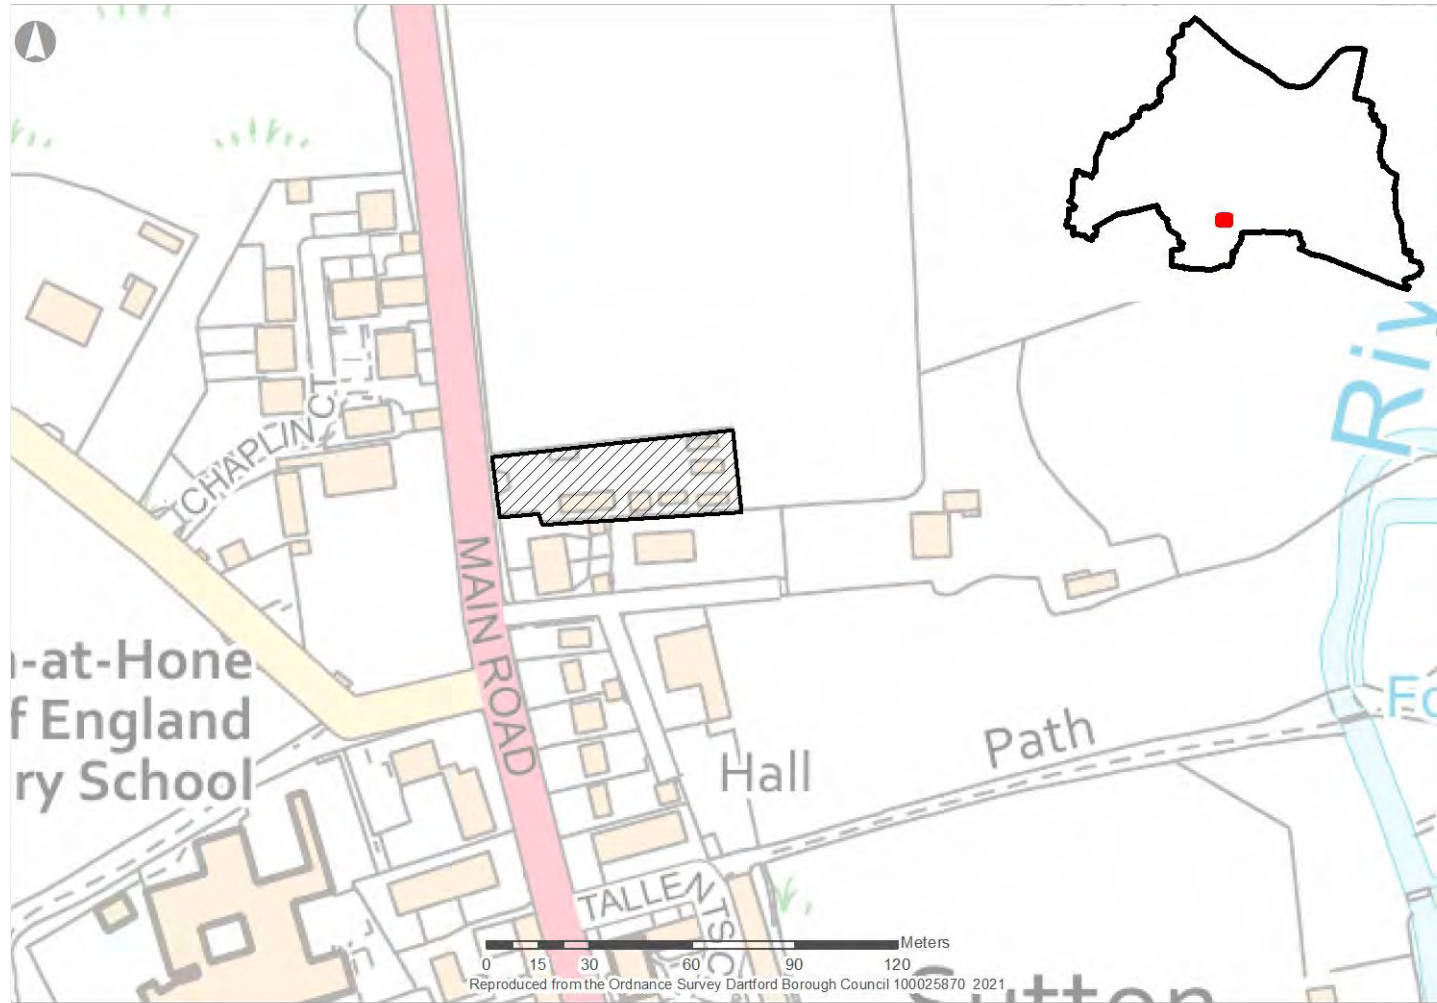 Riv
CHAPLIN CT
MAIN ROAD
n-at-Hone
f England
ry School
Fo
Path
Hall
TALLENTS C
Meters
0 15 30 60 90 120
Reproduced from the Ordnance Survey Dartford Borough Council 100025870 2021
Sutton